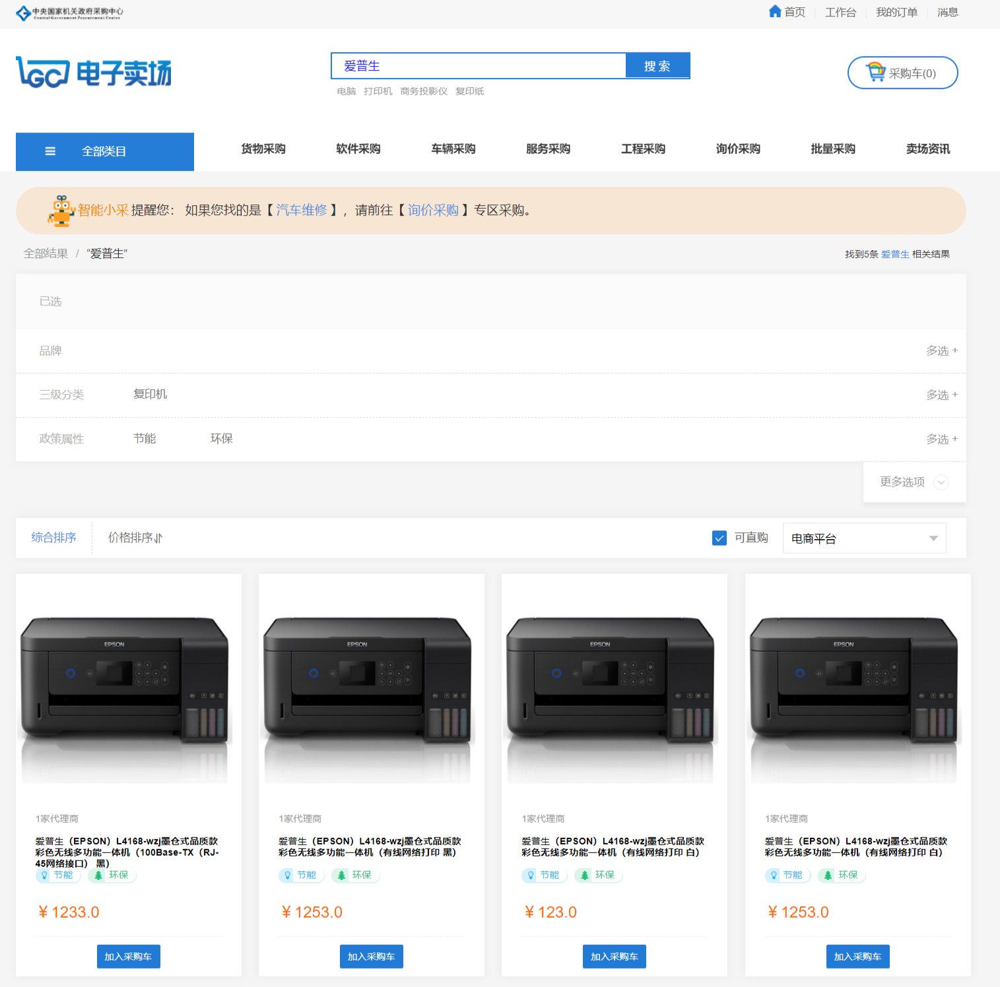 中央国家机关政府采购中心
Central Government Procurement Center
首页 工作台 我的订单 消息
GC 电子卖场
爱普生 搜 索
采购车(0)
电脑 打印机 商务投影仪 复印纸
全部类目 货物采购 软件采购 车辆采购 服务采购 工程采购 询价采购 批量采购 卖场资讯
智能小采 提醒您： 如果您找的是【 汽车维修 】，请前往【 询价采购 】专区采购。
全部结果 / “爱普生” 找到5条 爱普生 相关结果
已选
品牌 多选 +
三级分类 复印机 多选 +
政策属性 节能 环保 多选 +
更多选项
综合排序 价格排序 可直购 电商平台
EPSON
EPSON
EPSON
EPSON
1家代理商
爱普生（EPSON）L4168-wzj墨仓式品质款
彩色无线多功能一体机（100Base-TX（RJ-
45网络接口） 黑）
节能 环保
¥ 1233.0
加入采购车
1家代理商
爱普生（EPSON）L4168-wzj墨仓式品质款
彩色无线多功能一体机（有线网络打印 黑）
节能 环保
¥ 1253.0
加入采购车
1家代理商
爱普生（EPSON）L4168-wzj墨仓式品质款
彩色无线多功能一体机（有线网络打印 白）
节能 环保
¥ 123.0
加入采购车
1家代理商
爱普生（EPSON）L4168-wzj墨仓式品质款
彩色无线多功能一体机（有线网络打印 白）
节能 环保
¥ 1253.0
加入采购车